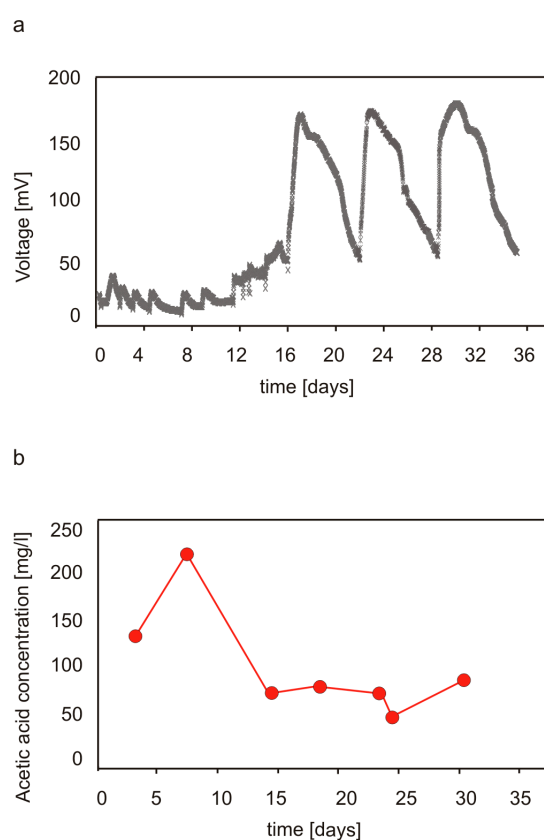 a
200
150
100
50
0
Voltage [mV]
0 4 8 12 16 20 24 28 32 36
time [days]
b
250
200
150
100
50
0
Acetic acid concentration [mg/l]
0 5 10 15 20 25 30 35
time [days]